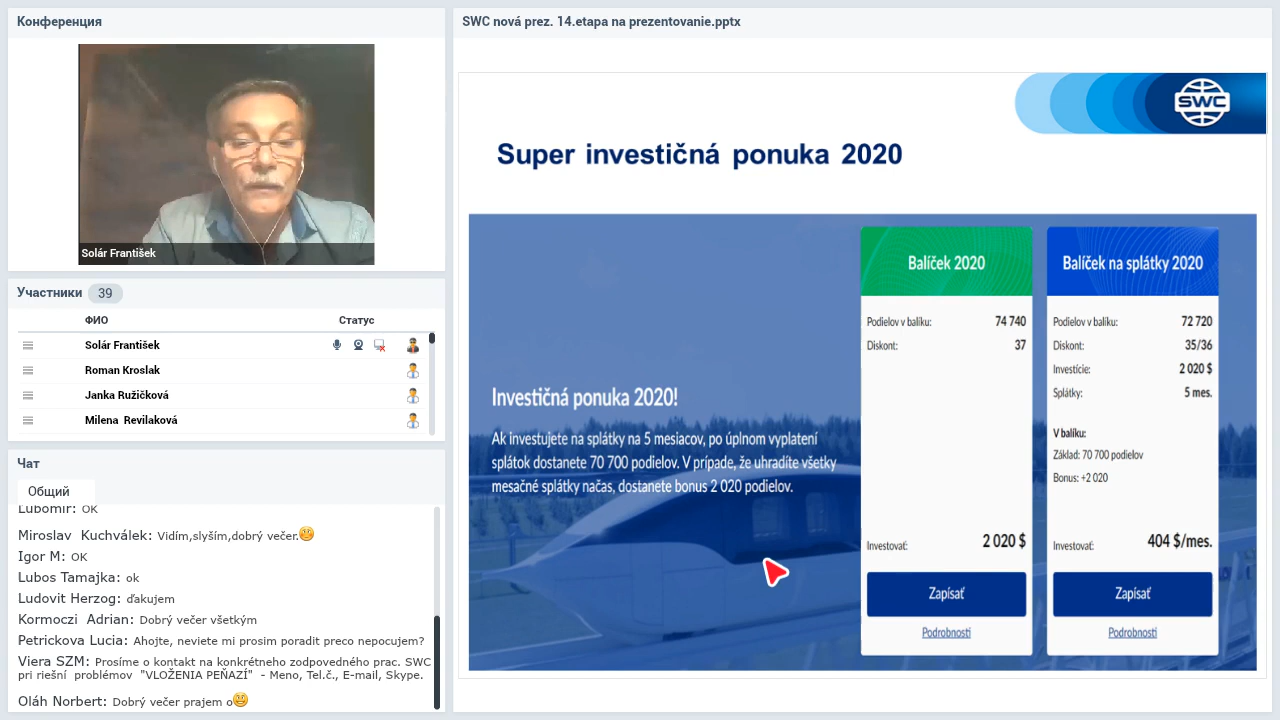 Конференция
Solár František
Участники 39
ФИО Статус
Solár František
Roman Kroslak
Janka Ružičková
Milena Revilaková
Чат
Общий
Lubomir: OK
Miroslav Kuchválek: Vidím,slyším,dobrý večer.
Igor M: OK
Lubos Tamajka: ok
Ludovit Herzog: ďakujem
Kormoczi Adrian: Dobrý večer všetkým
Petrickova Lucia: Ahojte, neviete mi prosim poradit preco nepocujem?
Viera SZM: Prosíme o kontakt na konkrétneho zodpovedného prac. SWC
pri riešní problémov "VLOŽENIA PEŇAZÍ" - Meno, Tel.č., E-mail, Skype.
Oláh Norbert: Dobrý večer prajem o
SWC nová prez. 14.etapa na prezentovanie.pptx
SWC
Super investičná ponuka 2020
Investičná ponuka 2020!
Ak investujete na splátky na 5 mesiacov, po úplnom vyplatení
splátok dostanete 70 700 podielov. V prípade, že uhradíte všetky
mesačné splátky načas, dostanete bonus 2 020 podielov.
Balíček 2020
Podielov v balíku: 74 740
Diskont: 37
Investovať: 2 020 $
Zapísať
Podrobnosti
Balíček na splátky 2020
Podielov v balíku: 72 720
Diskont: 35/36
Investície: 2 020 $
Splátky: 5 mes.
V balíku:
Základ: 70 700 podielov
Bonus: +2 020
Investovať: 404 $/mes.
Zapísať
Podrobnosti